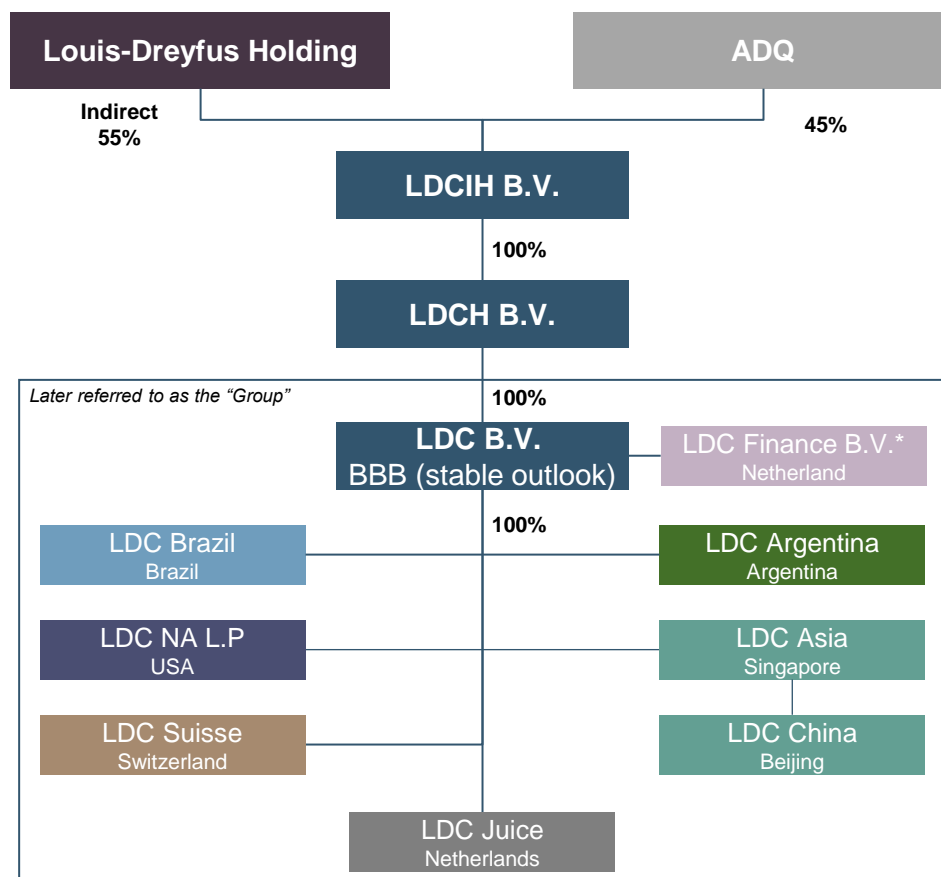 Louis-Dreyfus Holding
ADQ
Indirect
55%
45%
LDCIH B.V.
100%
LDCH B.V.
Later referred to as the “Group”
100%
LDC B.V.
BBB (stable outlook)
LDC Finance B.V.*
Netherland
100%
LDC Brazil
Brazil
LDC Argentina
Argentina
LDC NA L.P
USA
LDC Asia
Singapore
LDC Suisse
Switzerland
LDC China
Beijing
LDC Juice
Netherlands